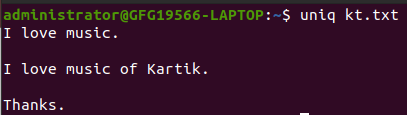 administrator@GFG19566-LAPTOP:~$ uniq kt.txt
I love music.
I love music of Kartik.
Thanks.